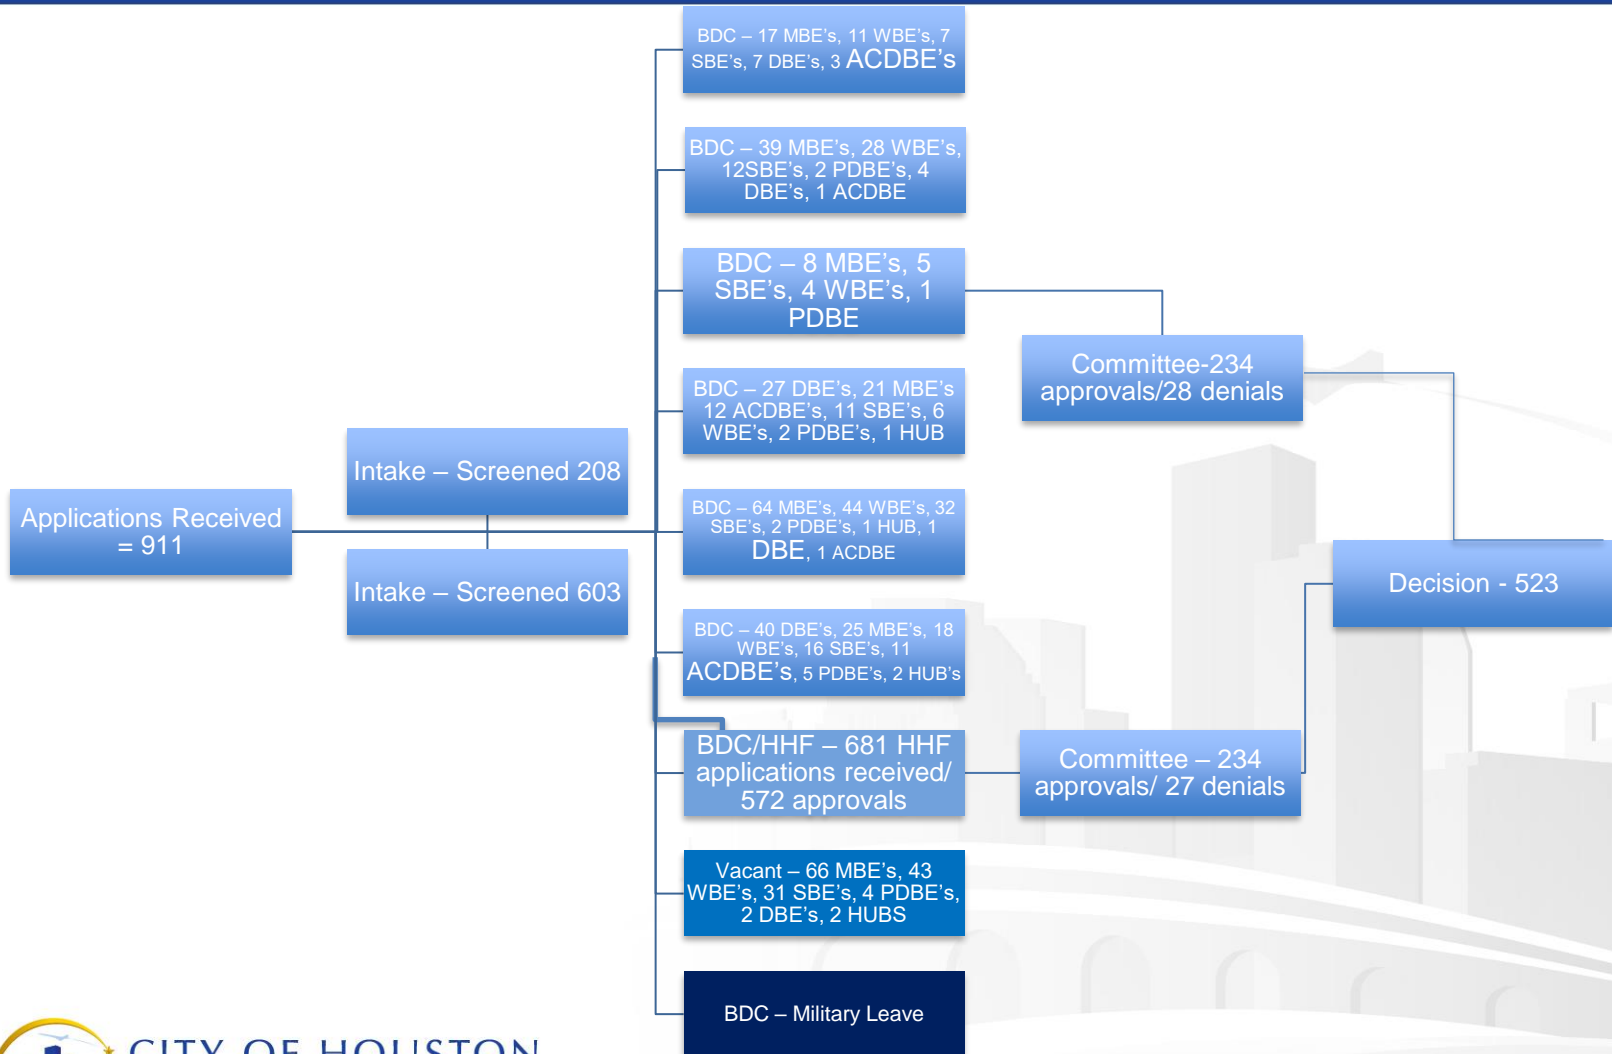 Applications Received
= 911
Intake – Screened 208
Intake – Screened 603
BDC – 17 MBE's, 11 WBE's, 7
SBE's, 7 DBE's, 3 ACDBE's
BDC – 39 MBE's, 28 WBE's,
12SBE's, 2 PDBE's, 4
DBE's, 1 ACDBE
BDC – 8 MBE's, 5
SBE's, 4 WBE's, 1
PDBE
BDC – 27 DBE's, 21 MBE's
12 ACDBE's, 11 SBE's, 6
WBE's, 2 PDBE's, 1 HUB
BDC – 64 MBE's, 44 WBE's, 32
SBE's, 2 PDBE's, 1 HUB, 1
DBE, 1 ACDBE
BDC – 40 DBE's, 25 MBE's, 18
WBE's, 16 SBE's, 11
ACDBE's, 5 PDBE's, 2 HUB's
BDC/HHF – 681 HHF
applications received/
572 approvals
Vacant – 66 MBE's, 43
WBE's, 31 SBE's, 4 PDBE's,
2 DBE's, 2 HUBS
BDC – Military Leave
Committee-234
approvals/28 denials
Committee – 234
approvals/ 27 denials
Decision - 523
CITY OF HOUSTON